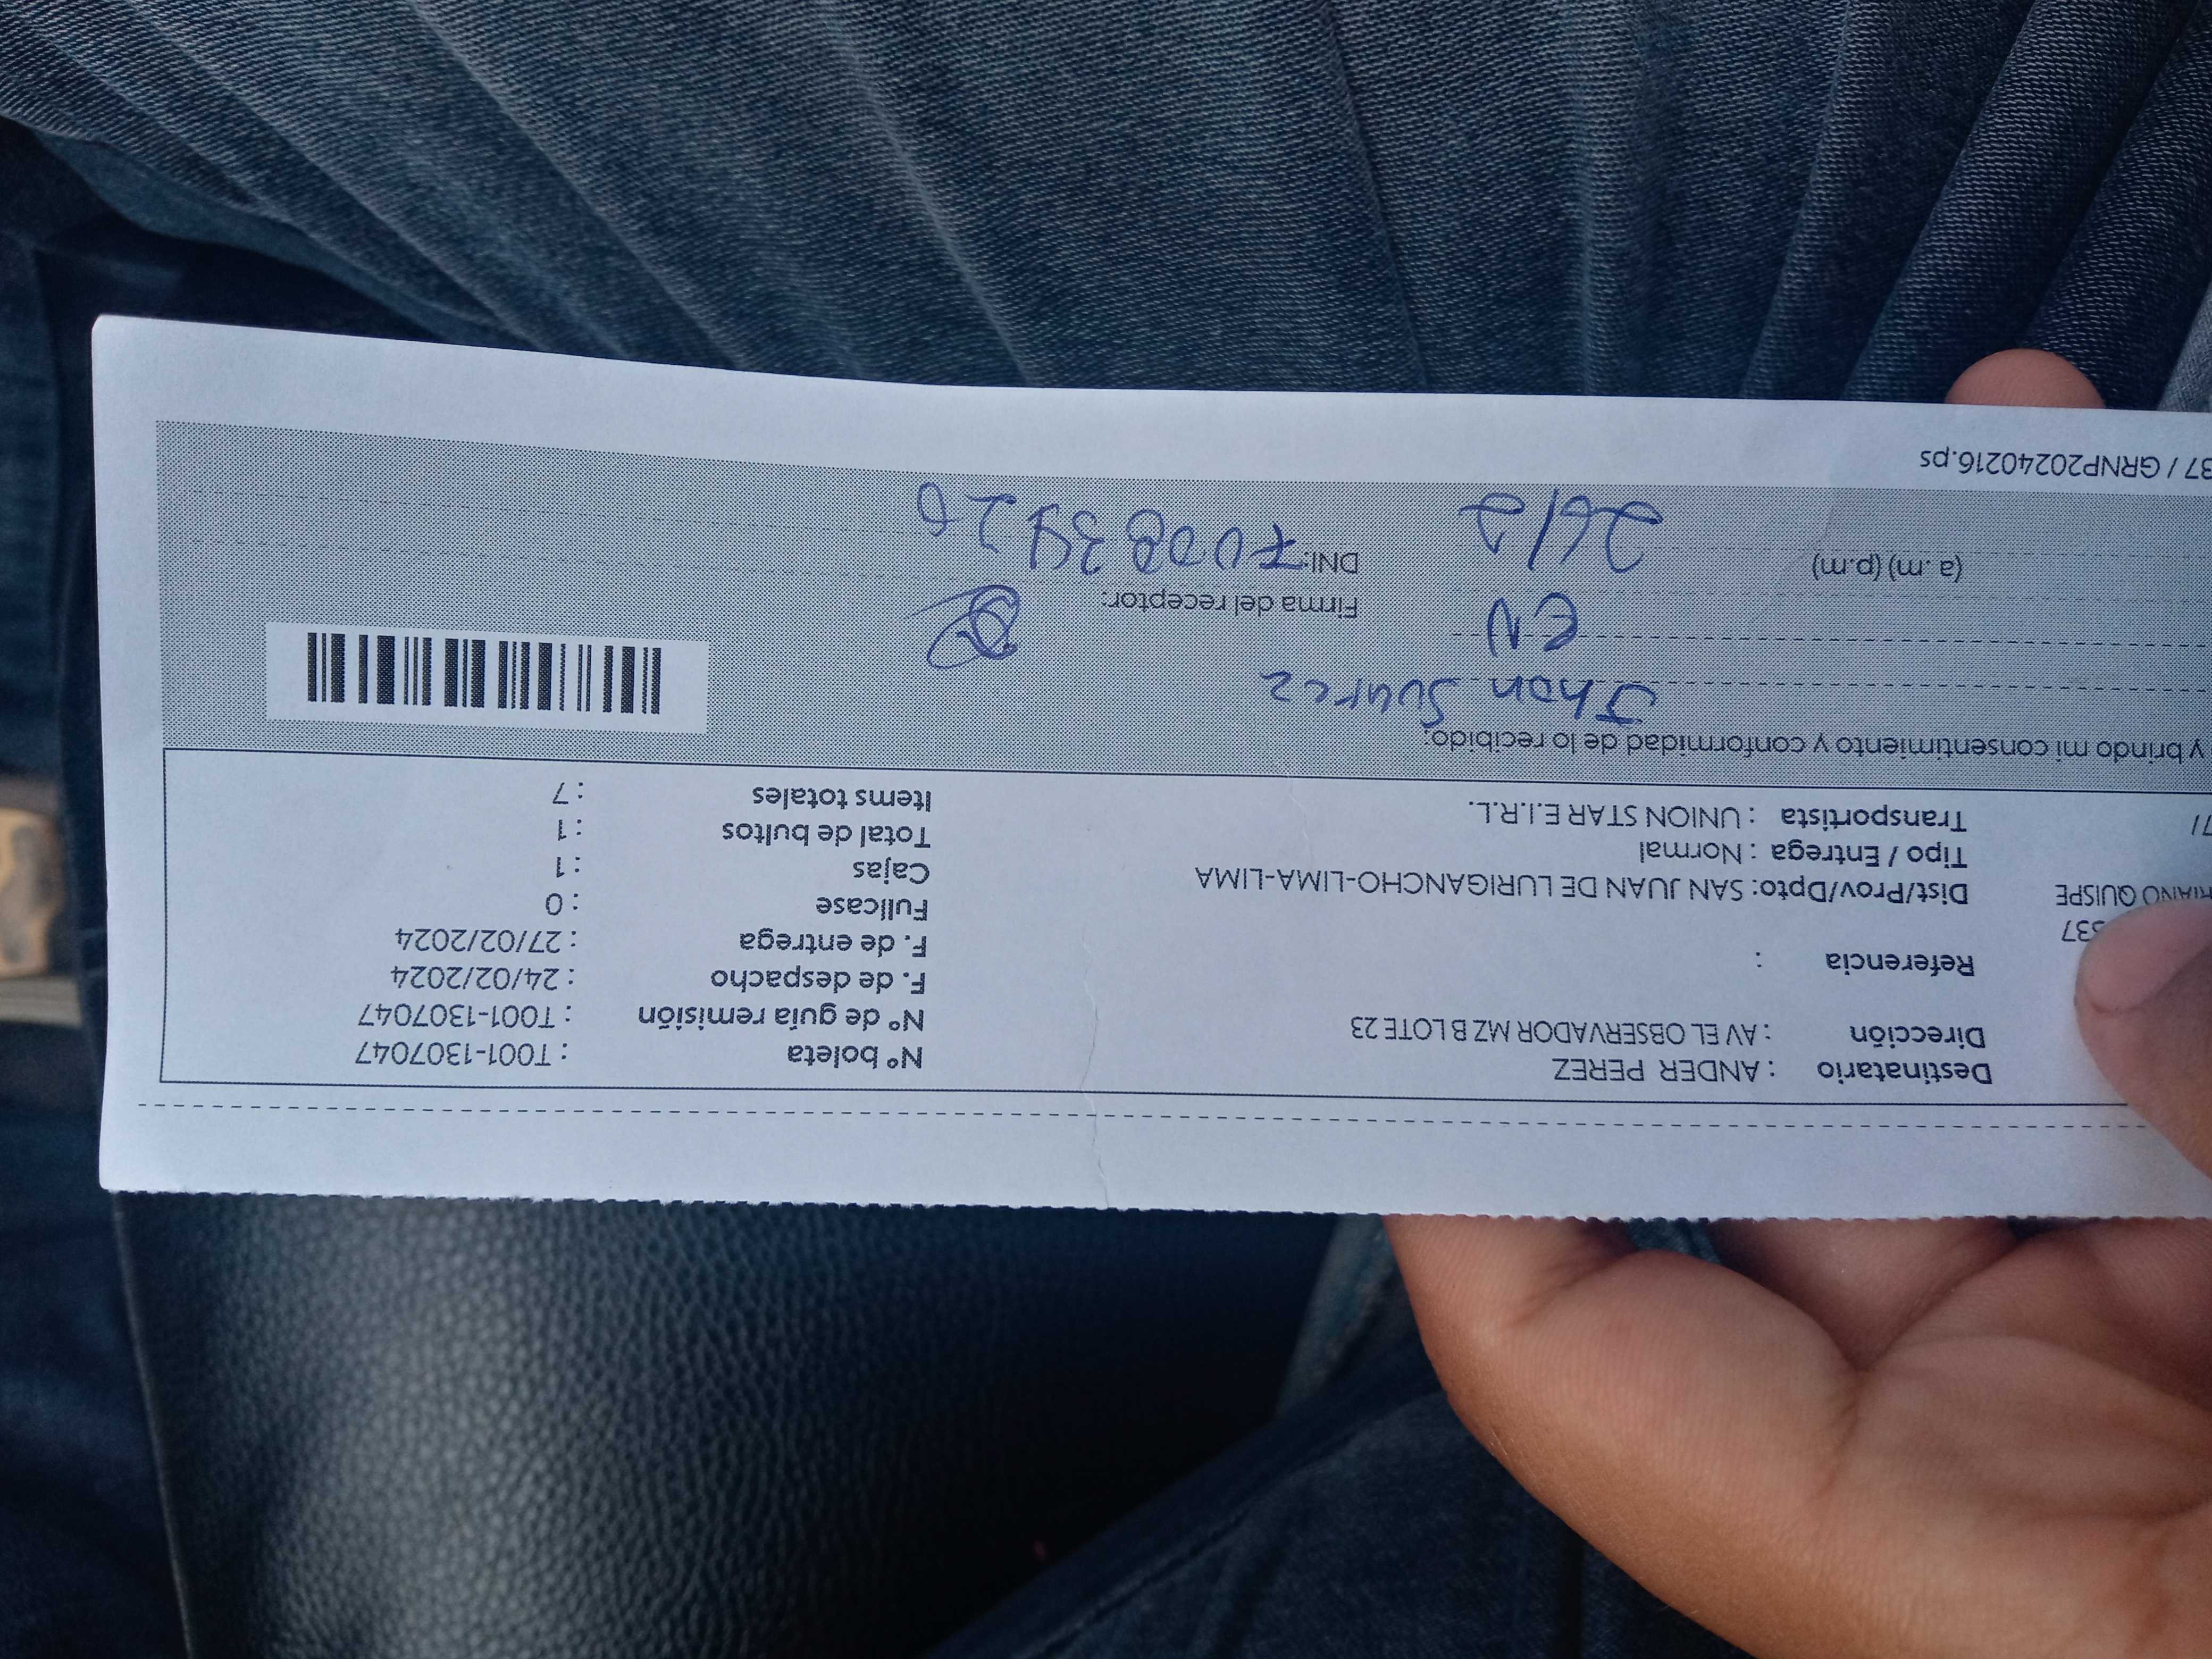 Destinatario : ANDER PEREZ
Dirección : AV EL OBSERVADOR MZ B LOTE 23
Referencia :
Dist/Prov/Dpto: SAN JUAN DE LURIGANCHO-LIMA-LIMA
Tipo / Entrega : Normal
Transportista : UNION STAR E.I.R.L.
337
QUISPE
N° boleta : T001-1307047
N° de guía remisión : T001-1307047
F. de despacho : 24/02/2024
F. de entrega : 27/02/2024
Fullcase : 0
Cajas : 1
Total de bultos : 1
Items totales : 7
y brindo mi consentimiento y conformidad de lo recibido:
Jhon Suarez
EN
Firma del receptor:
(a .m) (p.m) 26/2
DNI: 70083420
37 / GRNP20240216.ps